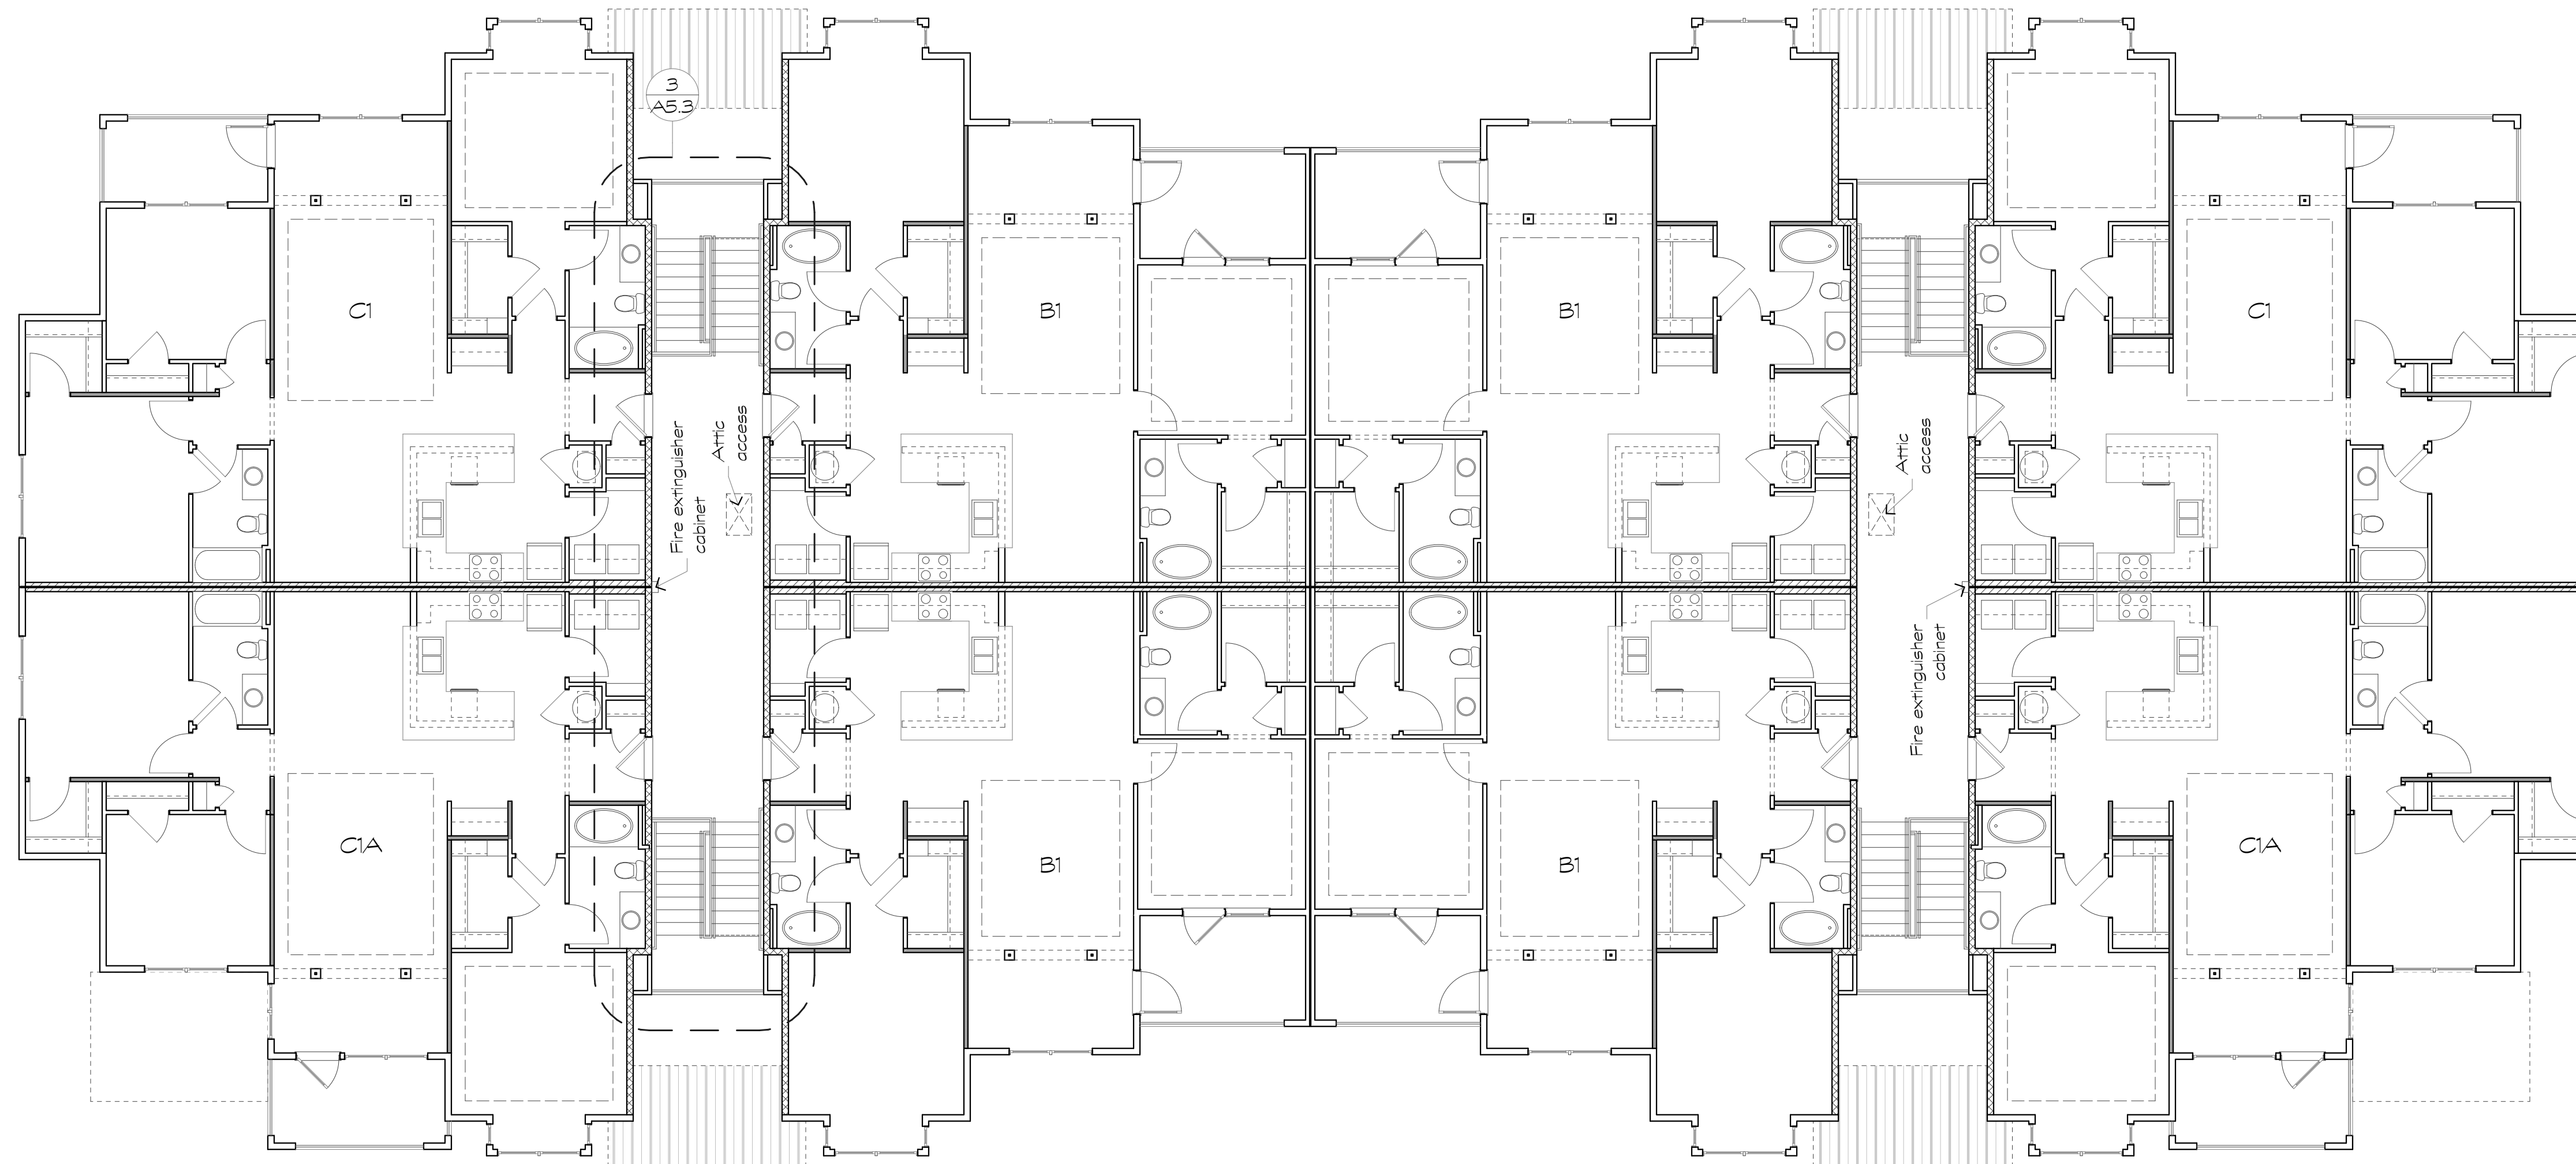 3
A5.3
C1
B1
B1
C1
Attic
access
Fire extinguisher
cabinet
Attic
access
Fire extinguisher
cabinet
C1A
B1
B1
C1A